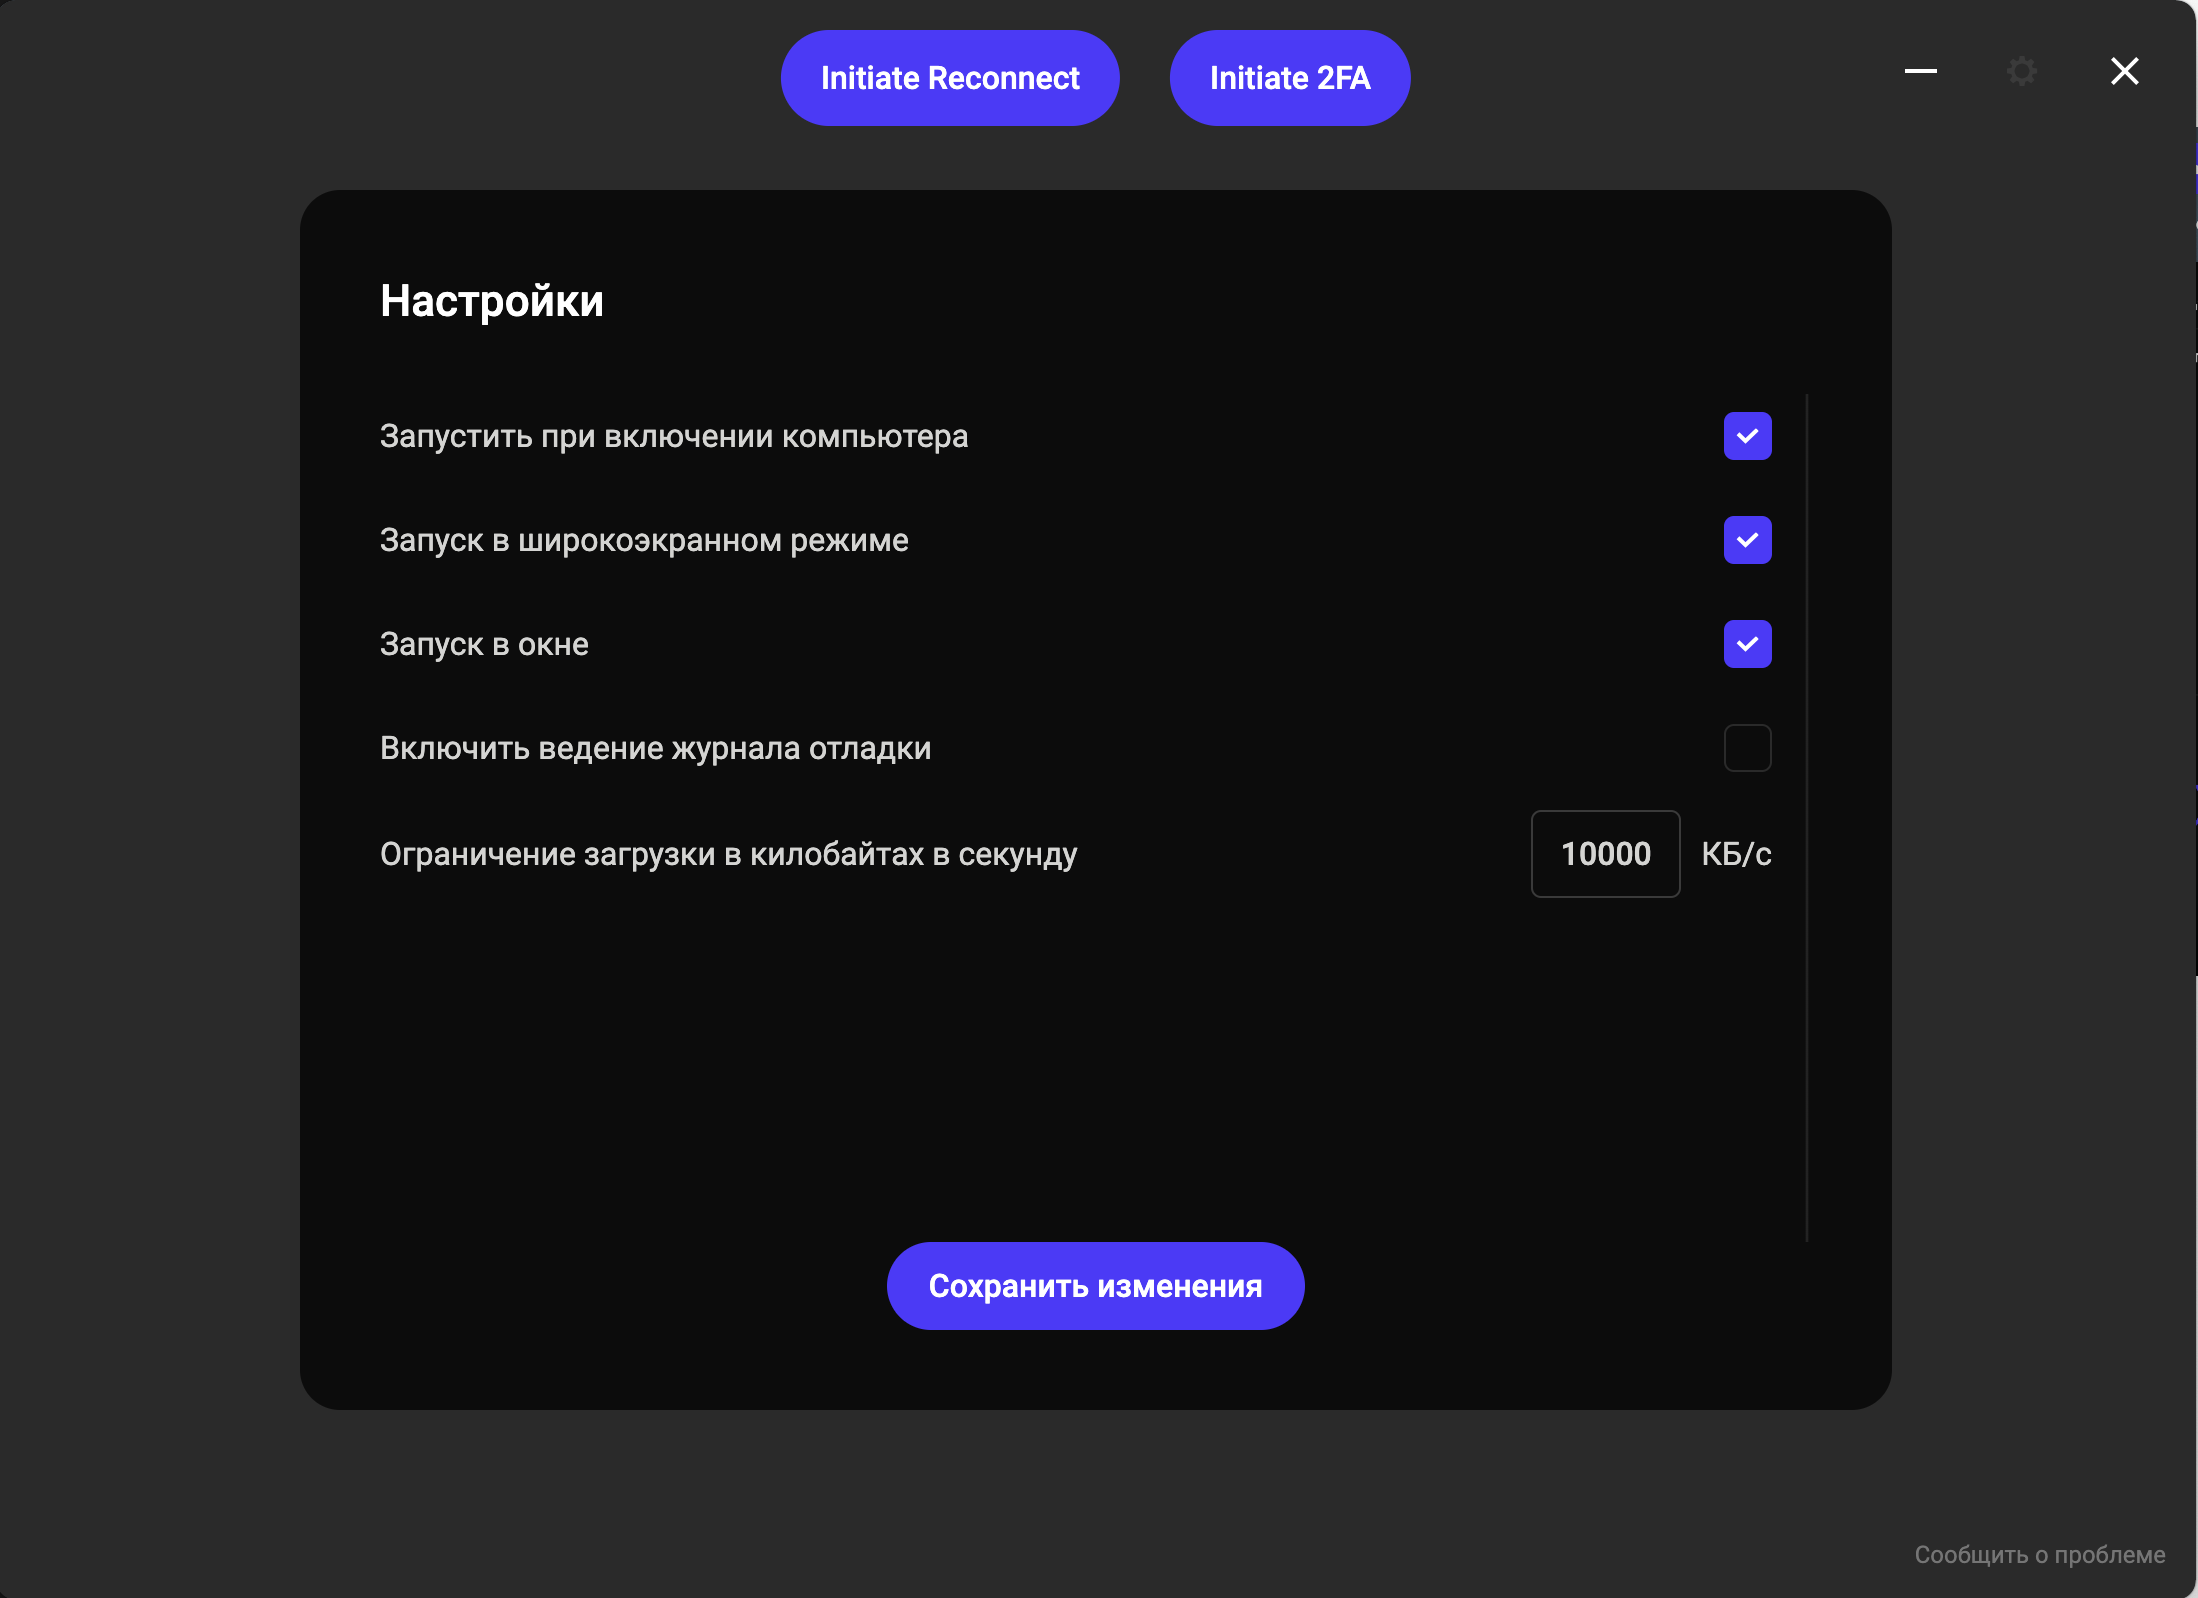 Initiate Reconnect
Initiate 2FA
Настройки
Запустить при включении компьютера
Запуск в широкоэкранном режиме
Запуск в окне
Включить ведение журнала отладки
Ограничение загрузки в килобайтах в секунду
10000 КБ/с
Сохранить изменения
Сообщить о проблеме